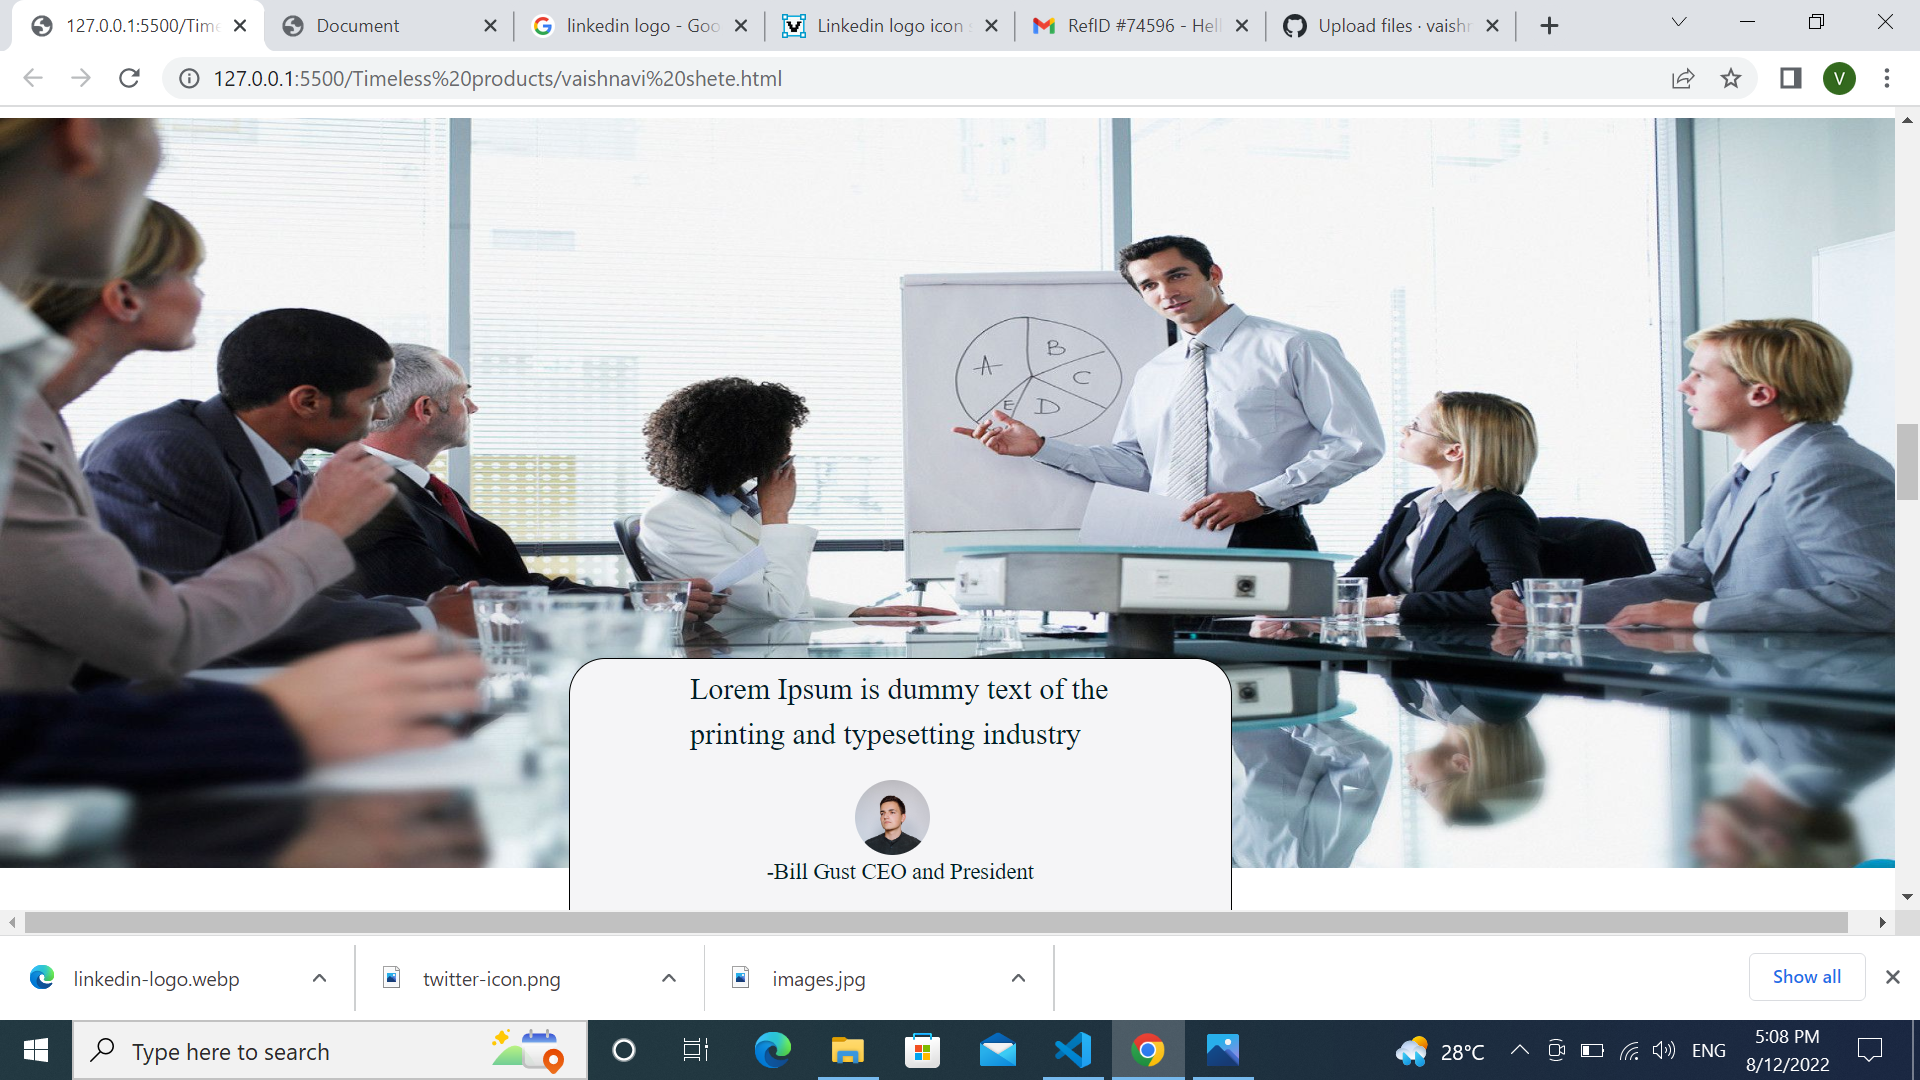 127.0.0.1:5500/Time
Document
linkedin logo - Goo
Linkedin logo icon s
RefID #74596 - Hell
Upload files · vaishn
127.0.0.1:5500/Timeless%20products/vaishnavi%20shete.html
V
A
B
C
D
E
Lorem Ipsum is dummy text of the
printing and typesetting industry
-Bill Gust CEO and President
linkedin-logo.webp
twitter-icon.png
images.jpg
Show all
Type here to search
28°C
ENG
5:08 PM
8/12/2022